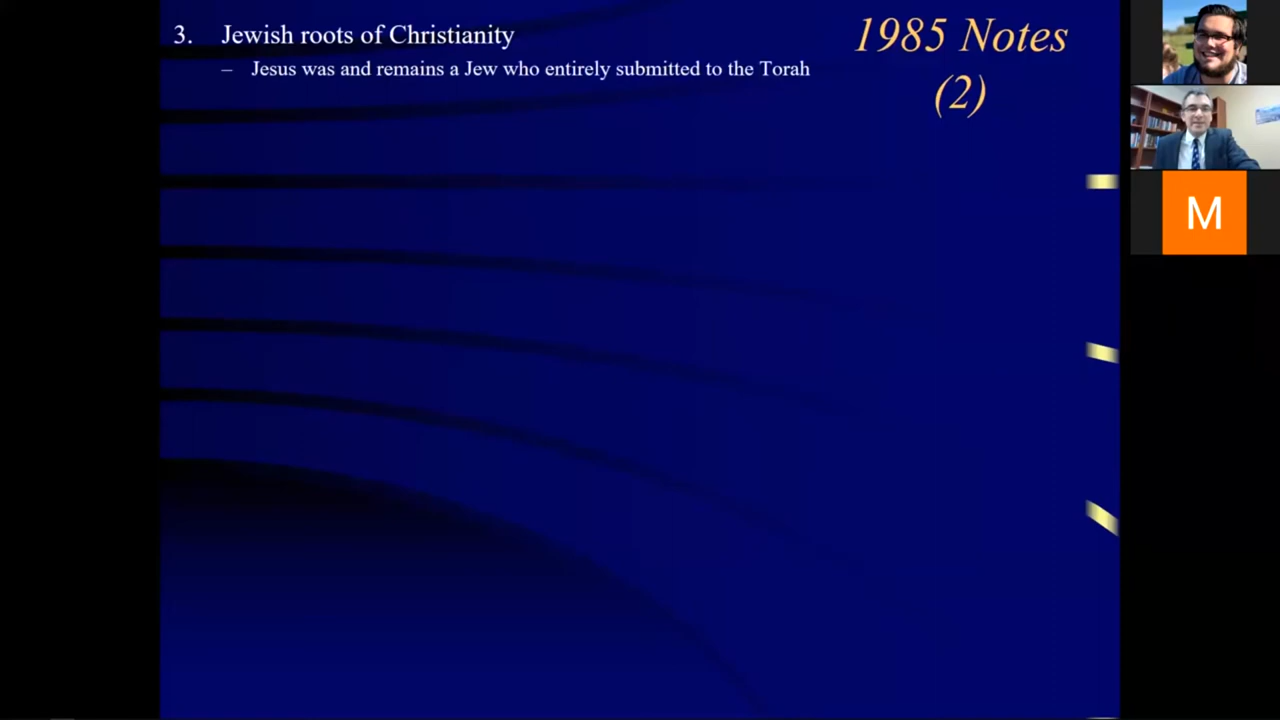 3. Jewish roots of Christianity
– Jesus was and remains a Jew who entirely submitted to the Torah
1985 Notes
(2)
M